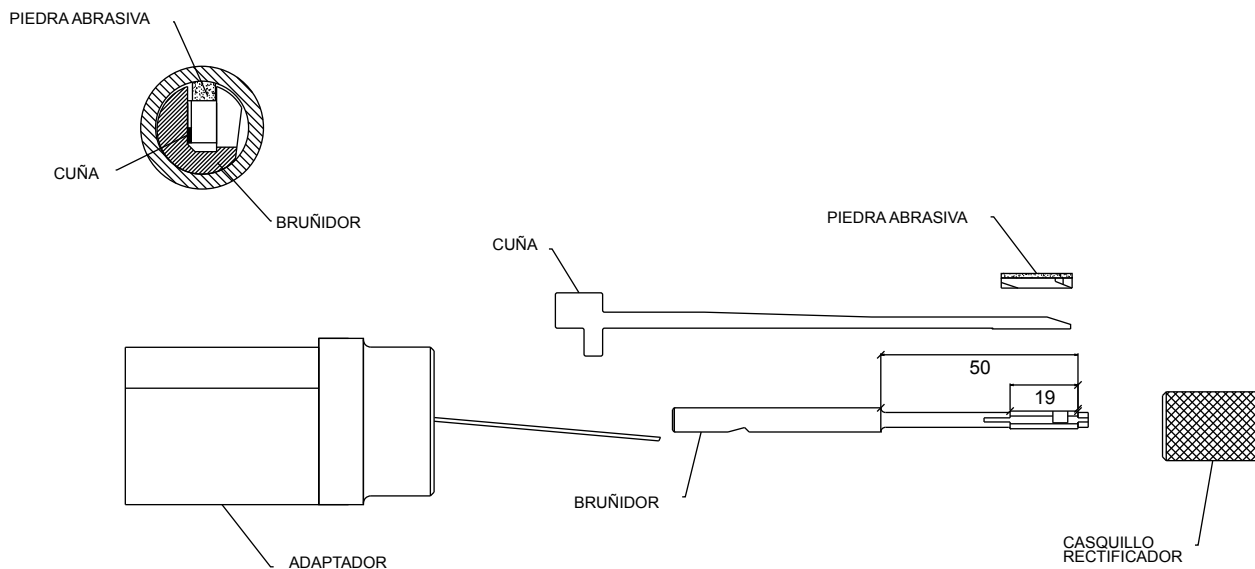 PIEDRA ABRASIVA
CUÑA
BRUÑIDOR
PIEDRA ABRASIVA
CUÑA
50
19
BRUÑIDOR
ADAPTADOR
CASQUILLO
RECTIFICADOR